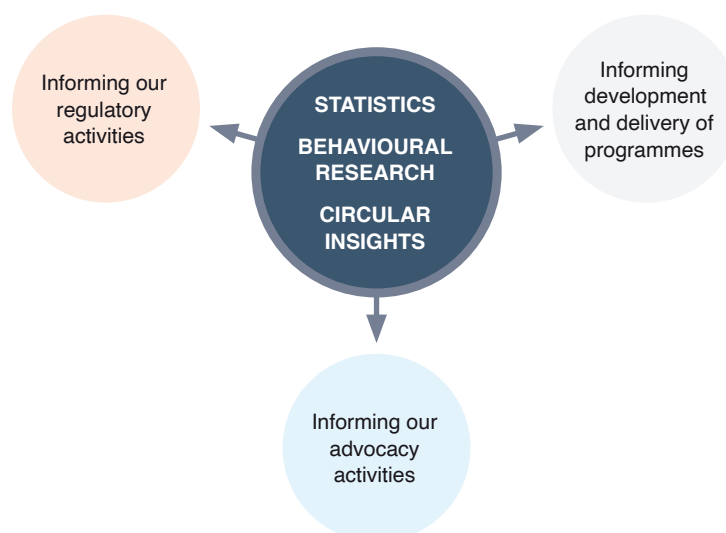 Informing our
regulatory
activities
STATISTICS
BEHAVIOURAL
RESEARCH
CIRCULAR
INSIGHTS
Informing
development
and delivery of
programmes
Informing our
advocacy
activities